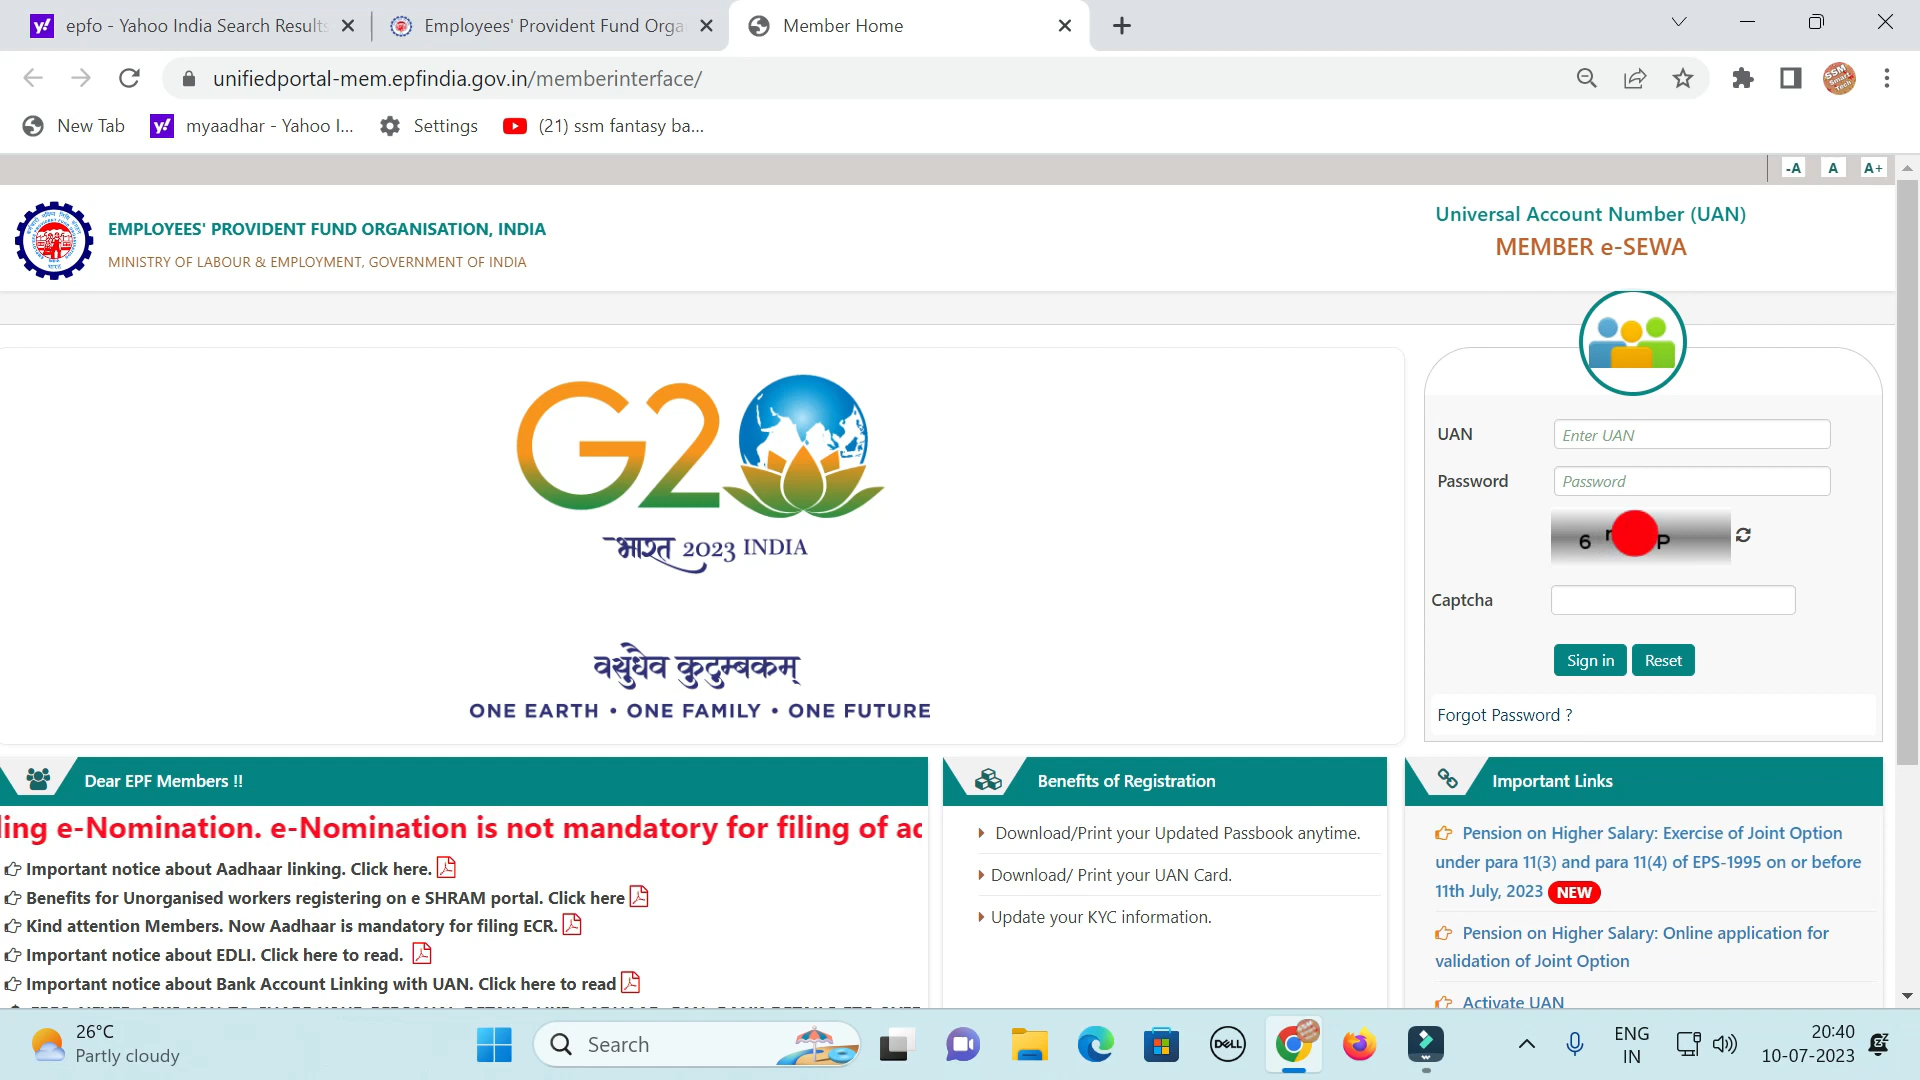 epfo - Yahoo India Search Results
Employees' Provident Fund Orga
Member Home
unifiedportal-mem.epfindia.gov.in/memberinterface/
New Tab
myaadhar - Yahoo I...
Settings
(21) ssm fantasy ba...
-A A A+
EMPLOYEES' PROVIDENT FUND ORGANISATION, INDIA
MINISTRY OF LABOUR & EMPLOYMENT, GOVERNMENT OF INDIA
Universal Account Number (UAN)
MEMBER e-SEWA
G20
भारत 2023 INDIA
वसुधैव कुटुम्बकम्
ONE EARTH • ONE FAMILY • ONE FUTURE
UAN
Enter UAN
Password
Password
Captcha
Sign in
Reset
Forgot Password ?
Dear EPF Members !!
ing e-Nomination. e-Nomination is not mandatory for filing of
Important notice about Aadhaar linking. Click here.
Benefits for Unorganised workers registering on e SHRAM portal. Click here
Kind attention Members. Now Aadhaar is mandatory for filing ECR.
Important notice about EDLI. Click here to read.
Important notice about Bank Account Linking with UAN. Click here to read
Benefits of Registration
Download/Print your Updated Passbook anytime.
Download/ Print your UAN Card.
Update your KYC information.
Important Links
Pension on Higher Salary: Exercise of Joint Option
under para 11(3) and para 11(4) of EPS-1995 on or before
11th July, 2023 NEW
Pension on Higher Salary: Online application for
validation of Joint Option
Activate UAN
26°C
Partly cloudy
Search
DELL
ENG
IN
20:40
10-07-2023